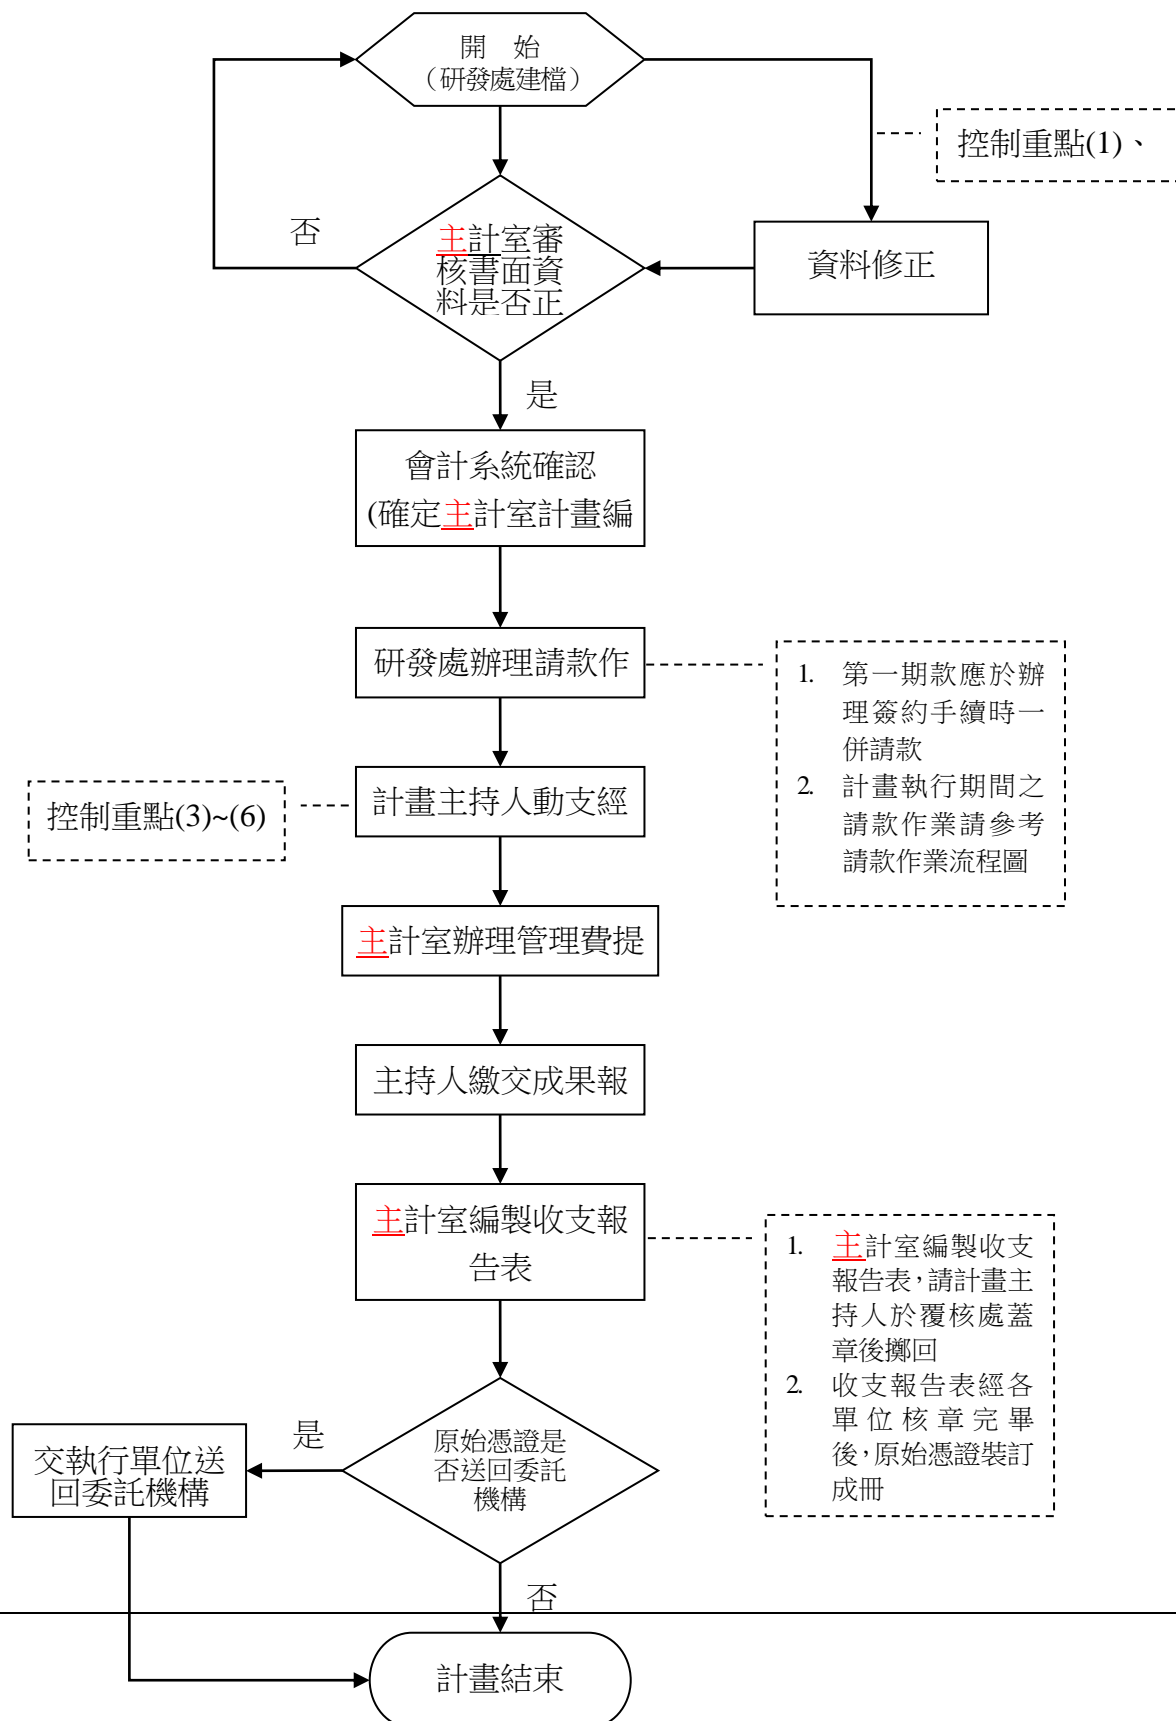 開　始
（研發處建檔）
控制重點(1)、
否
主計室審
核書面資
料是否正
資料修正
是
會計系統確認
(確定主計室計畫編
研發處辦理請款作
1. 第一期款應於辦
理簽約手續時一
併請款
2. 計畫執行期間之
請款作業請參考
請款作業流程圖
控制重點(3)~(6)
計畫主持人動支經
主計室辦理管理費提
主持人繳交成果報
主計室編製收支報
告表
1. 主計室編製收支
報告表，請計畫主
持人於覆核處蓋
章後擲回
2. 收支報告表經各
單位核章完畢
後，原始憑證裝訂
成冊
是
原始憑證是
否送回委託
機構
交執行單位送
回委託機構
否
計畫結束